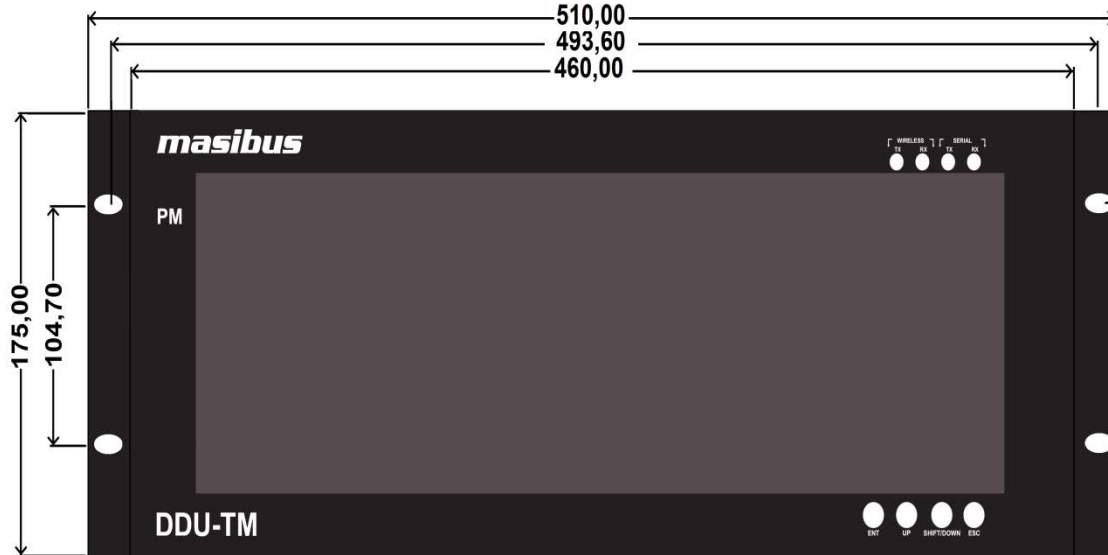 510,00
493,60
460,00
masibus
WIRELESS SERIAL
TX RX TX RX
PM
175,00
104,70
DDU-TM
ENT UP SHIFT/DOWN ESC